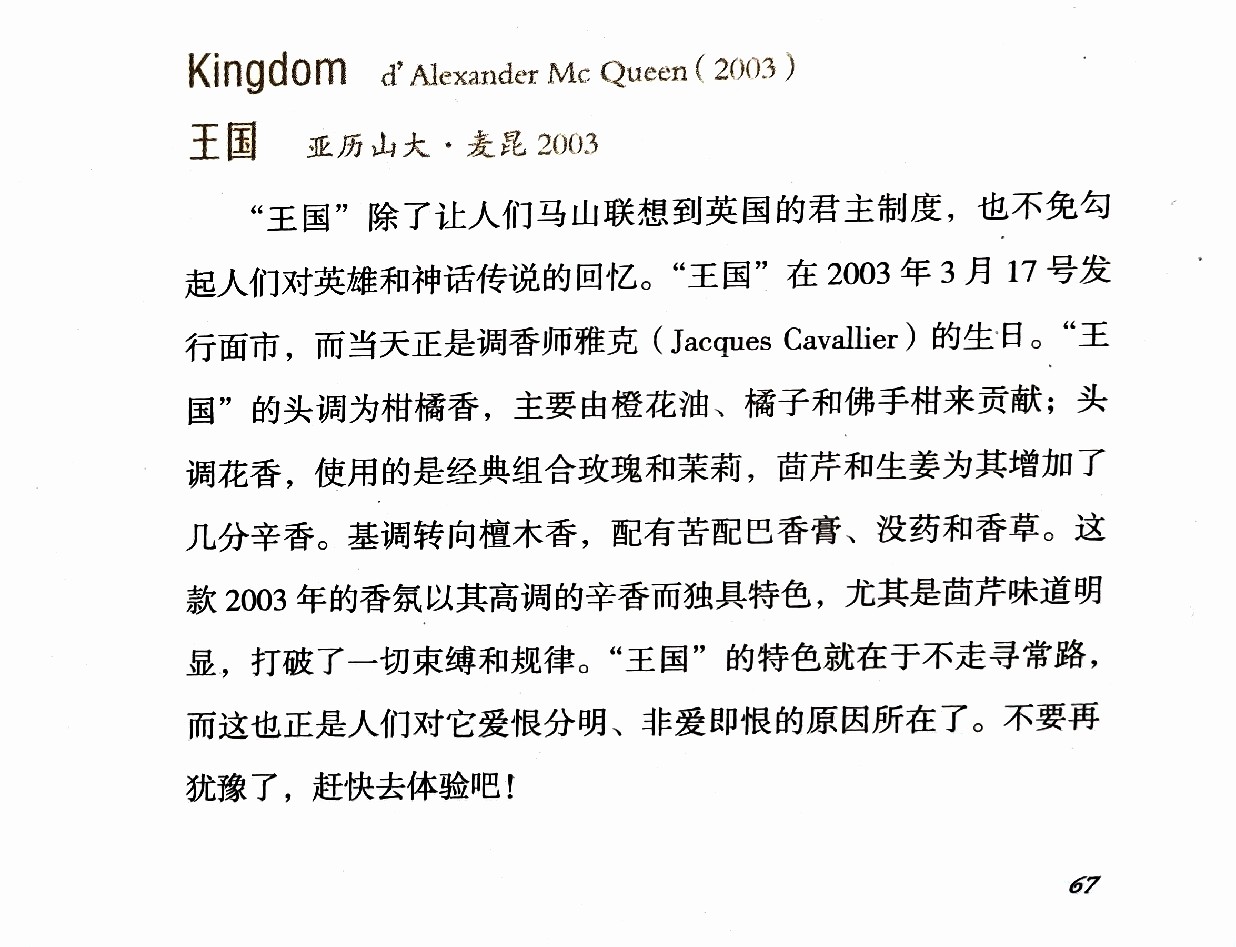 Kingdom d' Alexander Mc Queen ( 2003 )
王国 亚历山大·麦昆 2003
“王国”除了让人们马山联想到英国的君主制度，也不免勾
起人们对英雄和神话传说的回忆。“王国”在 2003 年 3 月 17 号发
行面市，而当天正是调香师雅克（Jacques Cavallier）的生日。“王
国”的头调为柑橘香，主要由橙花油、橘子和佛手柑来贡献；头
调花香，使用的是经典组合玫瑰和茉莉，茴芹和生姜为其增加了
几分辛香。基调转向檀木香，配有苦配巴香膏、没药和香草。这
款 2003 年的香氛以其高调的辛香而独具特色，尤其是茴芹味道明
显，打破了一切束缚和规律。“王国”的特色就在于不走寻常路，
而这也正是人们对它爱恨分明、非爱即恨的原因所在了。不要再
犹豫了，赶快去体验吧！
67